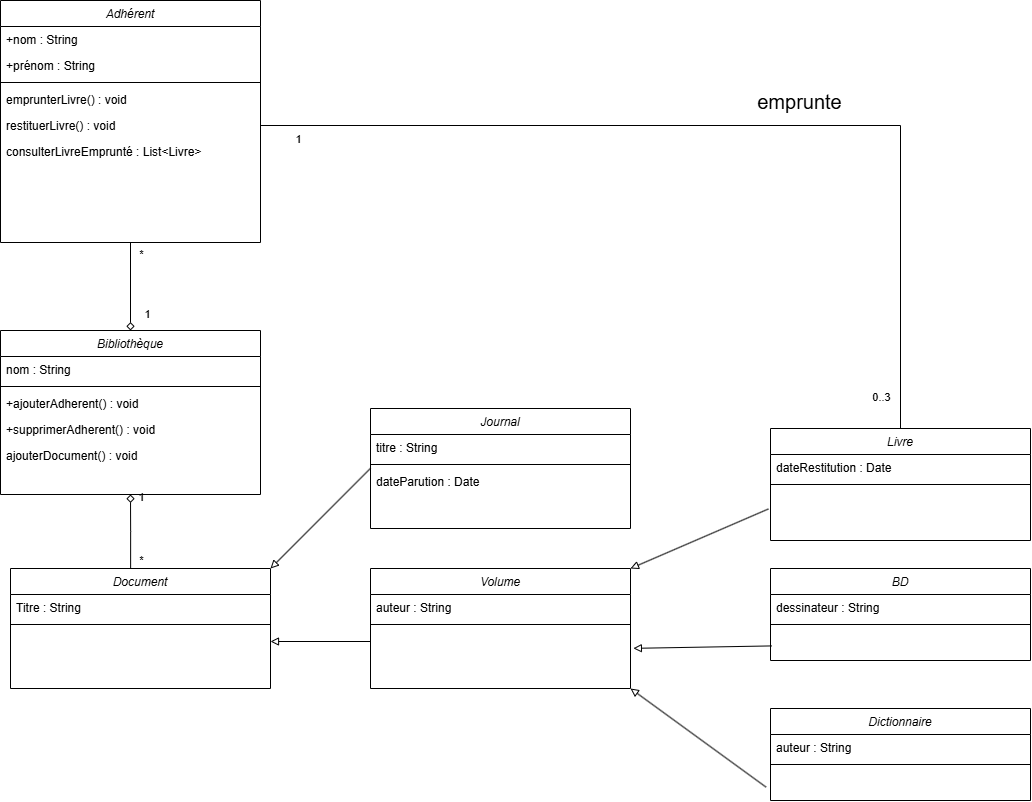 Adhérent
+nom : String
+prénom : String
emprunterLivre() : void
restituerLivre() : void
consulterLivreEmprunté : List<Livre>
emprunte
1
0..3
*
1
Bibliothèque
nom : String
+ajouterAdherent() : void
+supprimerAdherent() : void
ajouterDocument() : void
1
*
Journal
titre : String
dateParution : Date
Livre
dateRestitution : Date
Document
Titre : String
Volume
auteur : String
BD
dessinateur : String
Dictionnaire
auteur : String